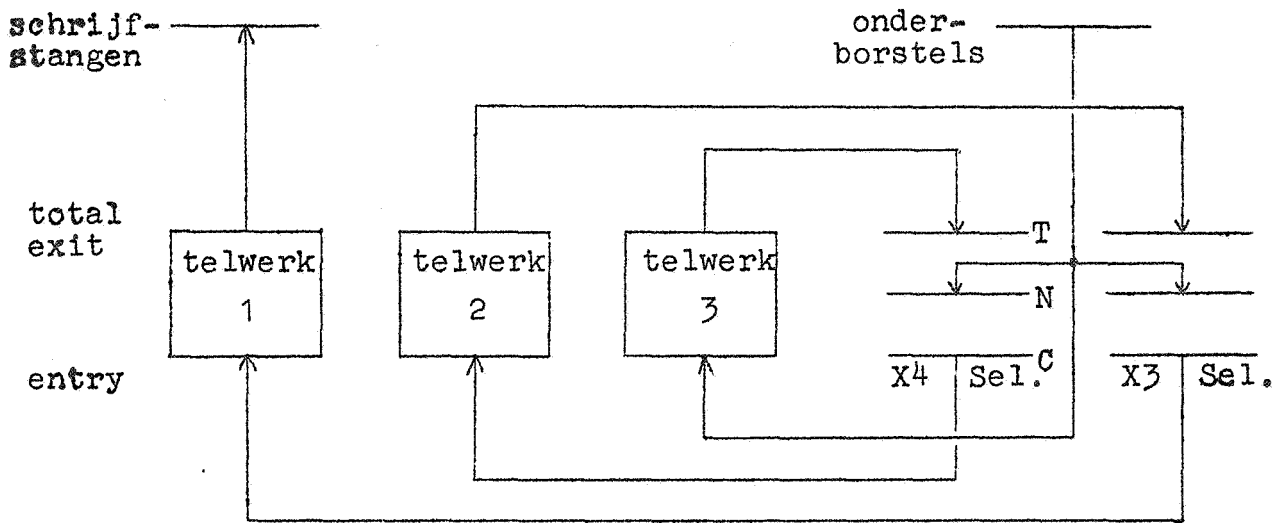 schrijf-
stangen
onder-
borstels
total
exit
telwerk
1
telwerk
2
telwerk
3
T
N
C
entry
X4 Sel.
X3 Sel.